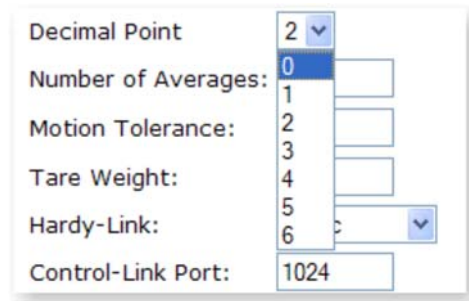 Decimal Point 2
0
Number of Averages:
1
Motion Tolerance: 2
3
Tare Weight: 4
5
Hardy-Link: c
6
Control-Link Port: 1024